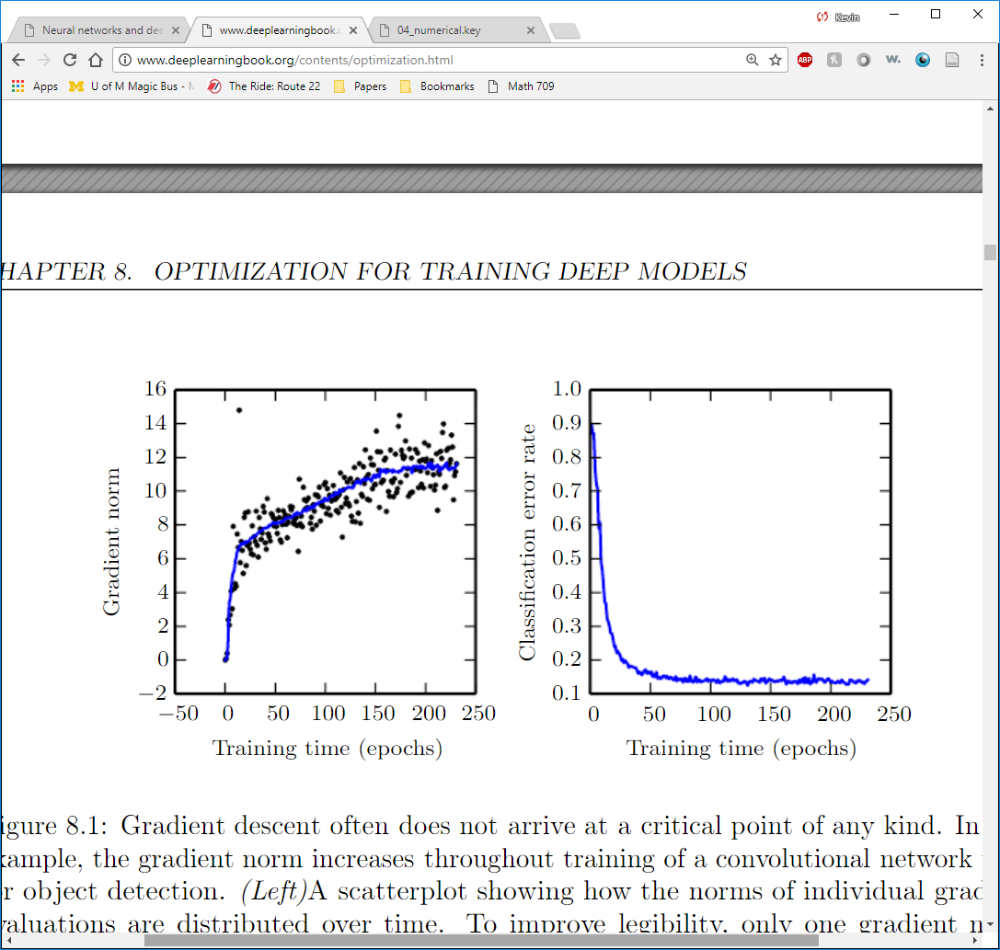 Kevin
Neural networks and dee
www.deeplearningbook.c
04_numerical.key
www.deeplearningbook.org/contents/optimization.html
ABP
w.
Apps
U of M Magic Bus - M
The Ride: Route 22
Papers
Bookmarks
Math 709
HAPTER 8. OPTIMIZATION FOR TRAINING DEEP MODELS
16
14
12
10
8
6
4
2
0
−2
−50 0 50 100 150 200 250
Gradient norm
Training time (epochs)
1.0
0.9
0.8
0.7
0.6
0.5
0.4
0.3
0.2
0.1
0 50 100 150 200 250
Classification error rate
Training time (epochs)
igure 8.1: Gradient descent often does not arrive at a critical point of any kind. In
xample, the gradient norm increases throughout training of a convolutional network
r object detection. (Left)A scatterplot showing how the norms of individual grad
valuations are distributed over time. To improve legibility, only one gradient n